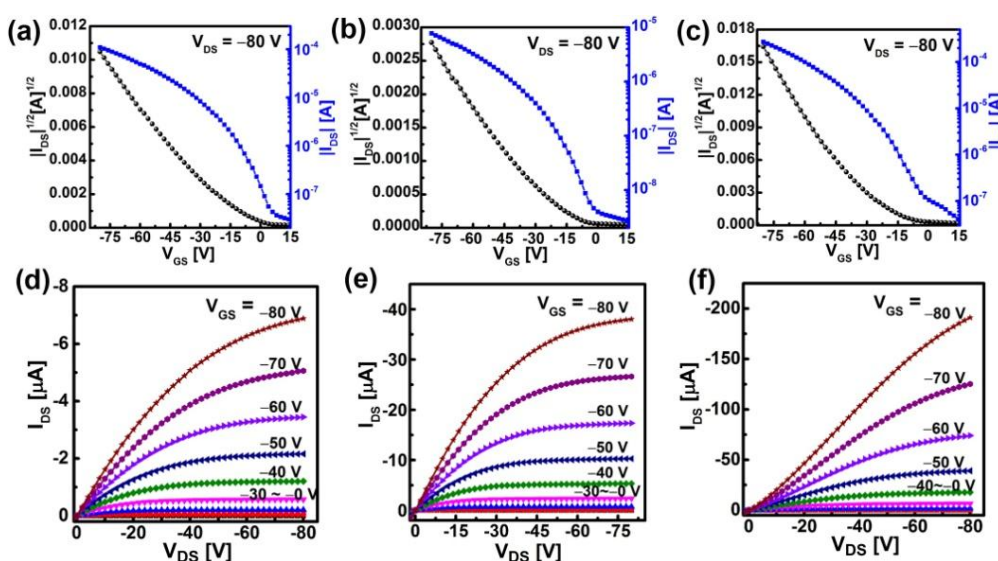 (a)
V_DS = −80 V
|I_DS|^1/2 [A]^1/2
0.012
0.010
0.008
0.006
0.004
0.002
0.000
-75 -60 -45 -30 -15 0 15
V_GS [V]
10^-4
10^-5
10^-6
10^-7
|I_DS| [A]
(b)
V_DS = −80 V
|I_DS|^1/2 [A]^1/2
0.0030
0.0025
0.0020
0.0015
0.0010
0.0005
0.0000
-75 -60 -45 -30 -15 0 15
V_GS [V]
10^-5
10^-6
10^-7
10^-8
|I_DS| [A]
(c)
V_DS = −80 V
|I_DS|^1/2 [A]^1/2
0.018
0.015
0.012
0.009
0.006
0.003
0.000
-75 -60 -45 -30 -15 0 15
V_GS [V]
10^-4
10^-5
10^-6
10^-7
(d)
V_GS =
−80 V
−70 V
−60 V
−50 V
−40 V
−30~−0 V
I_DS [µA]
-8
-6
-4
-2
0
0 -20 -40 -60 -80
V_DS [V]
(e)
V_GS =
−80 V
−70 V
−60 V
−50 V
−40 V
−30~−0 V
I_DS [µA]
-40
-30
-20
-10
0
0 -15 -30 -45 -60 -75
V_DS [V]
(f)
V_GS =
−80 V
−70 V
−60 V
−50 V
−40~−0 V
I_DS [µA]
-200
-150
-100
-50
0
0 -20 -40 -60 -80
V_DS [V]